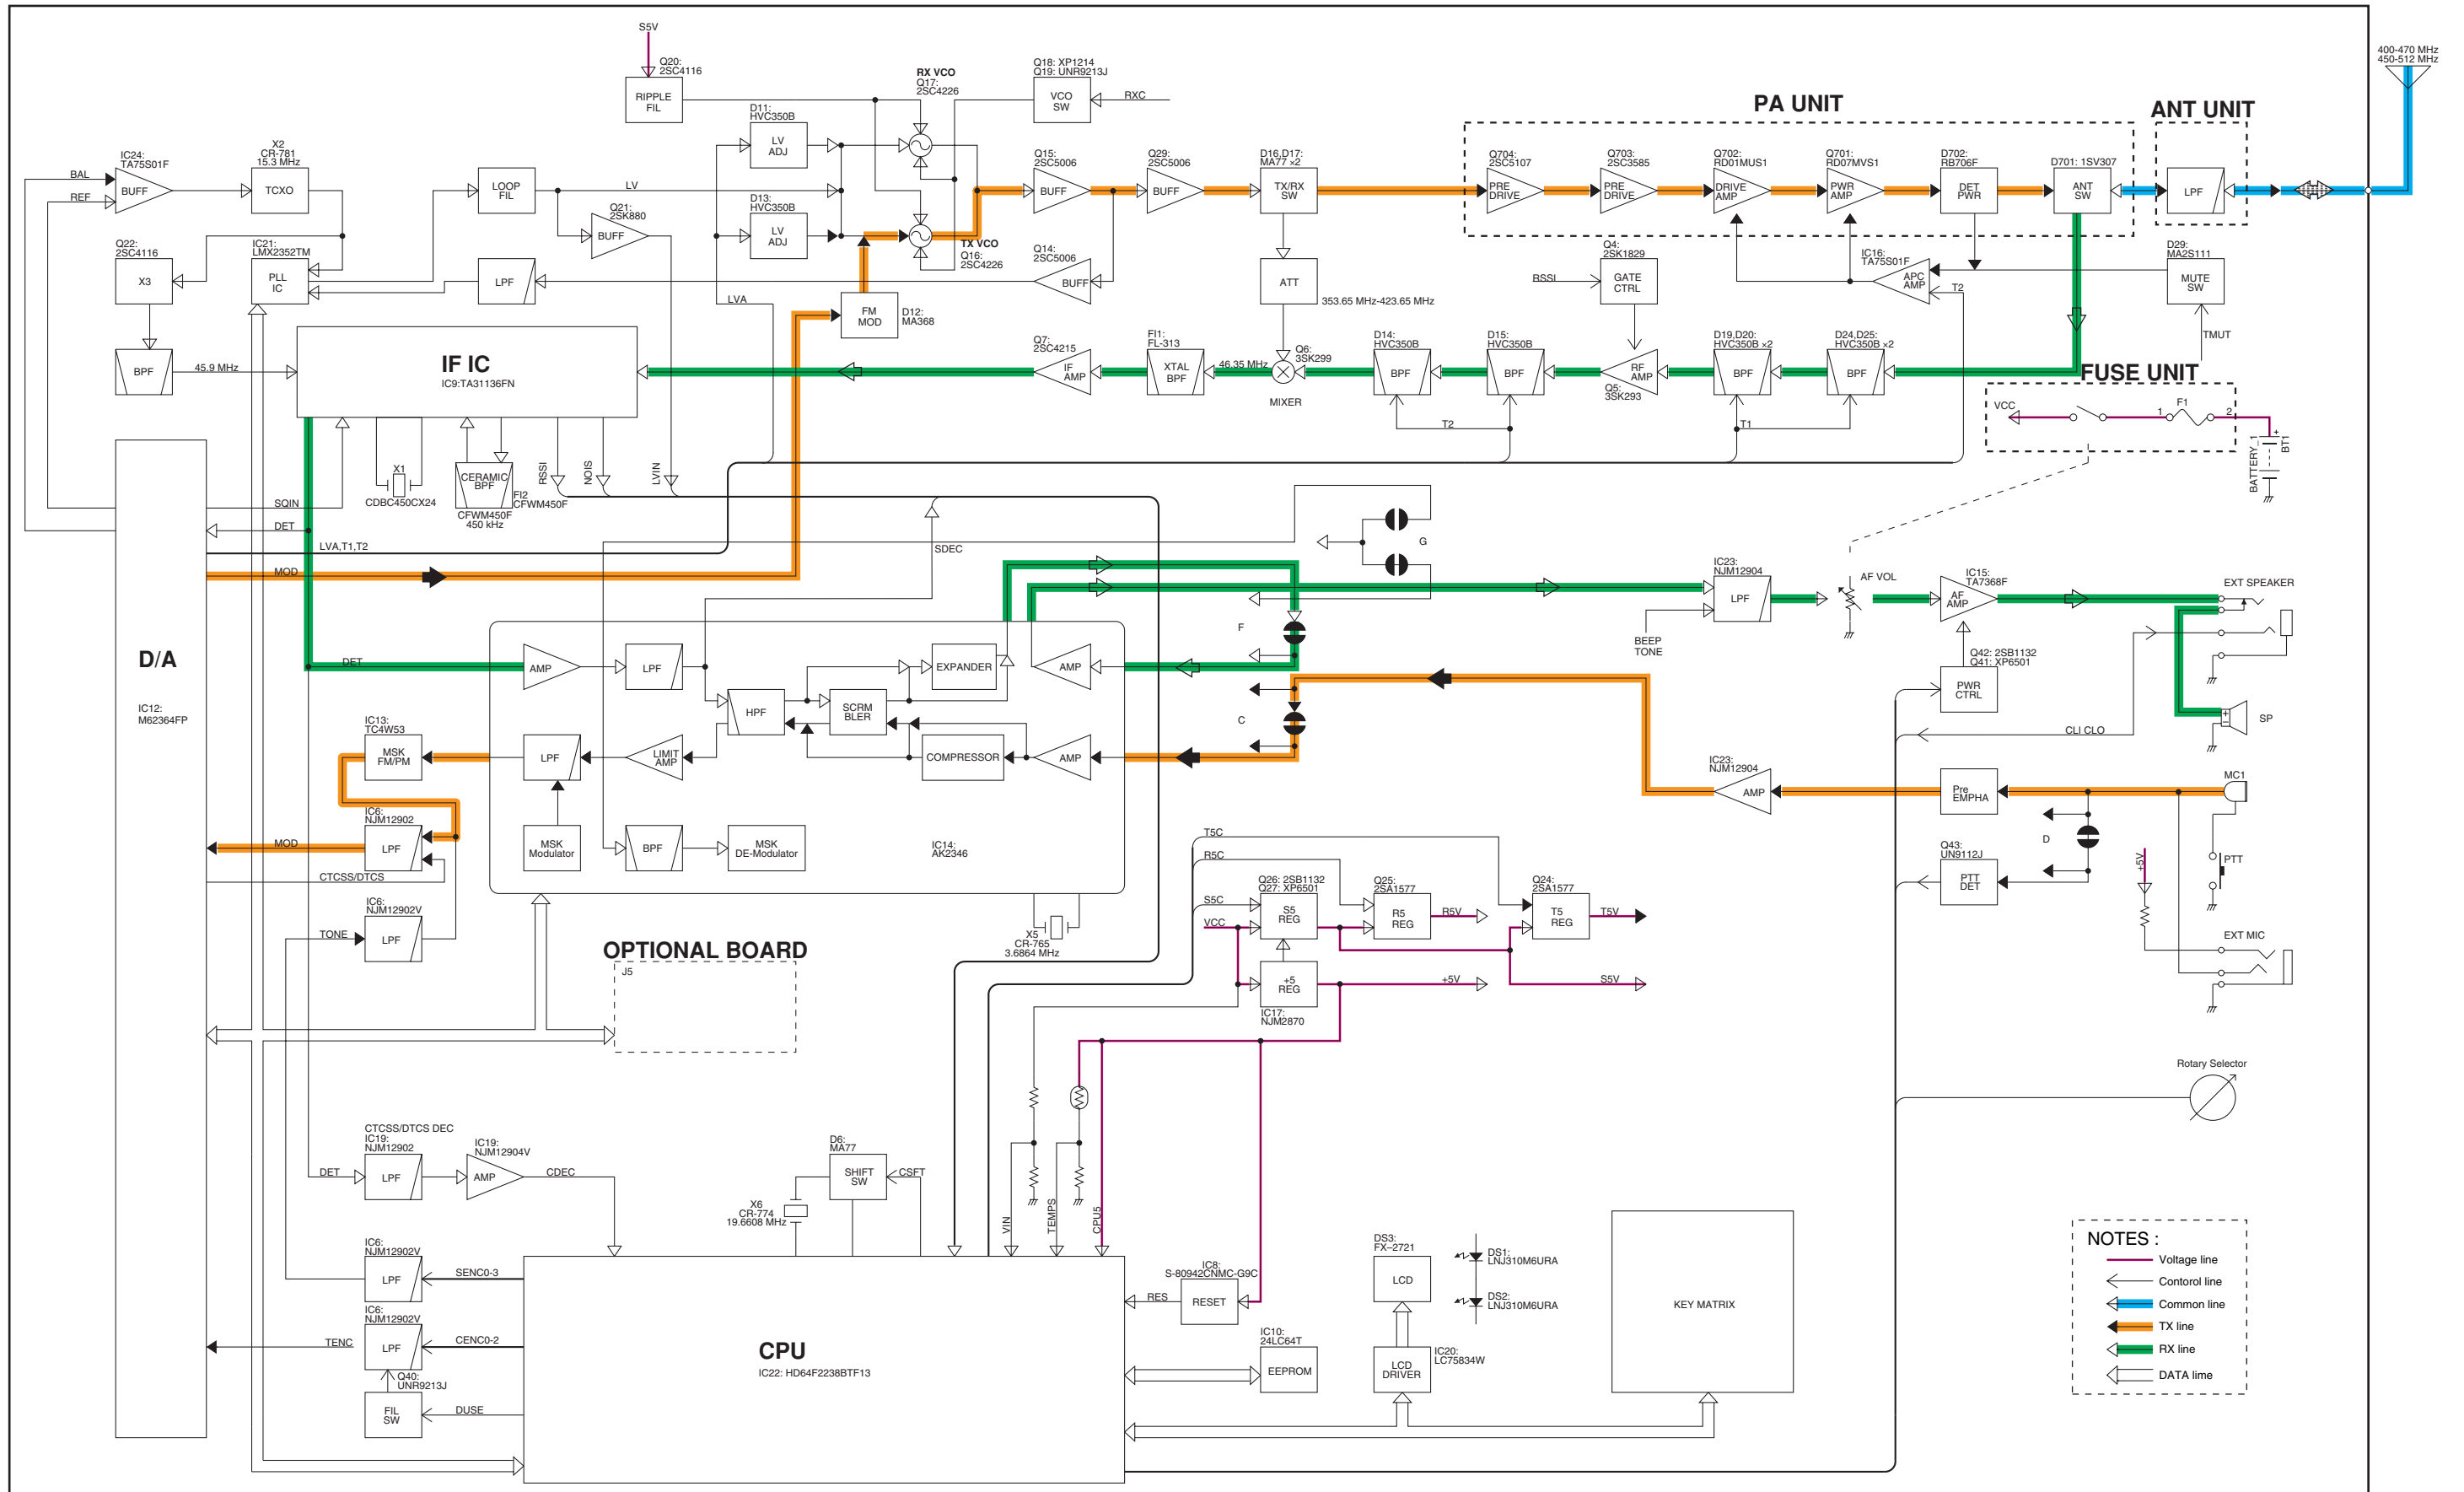 S5V
Q20:
2SC4116
RIPPLE
FIL
RX VCO
Q17:
2SC4226
Q18: XP1214
Q19: UNR9213J
VCO
SW
RXC
400-470 MHz
450-512 MHz
PA UNIT
ANT UNIT
D11:
HVC350B
LV
ADJ
IC24:
TA75S01F
BAL
REF
BUFF
X2
CR-781
15.3 MHz
TCXO
LOOP
FIL
LV
Q21:
2SK880
BUFF
D13:
HVC350B
LV
ADJ
TX VCO
Q16:
2SC4226
Q15:
2SC5006
BUFF
Q29:
2SC5006
BUFF
D16,D17:
MA77 ×2
TX/RX
SW
Q704:
2SC5107
PRE
DRIVE
Q703:
2SC3585
PRE
DRIVE
Q702:
RD01MUS1
DRIVE
AMP
Q701:
RD07MVS1
PWR
AMP
D702:
RB706F
DET
PWR
D701: 1SV307
ANT
SW
LPF
Q22:
2SC4116
X3
IC21:
LMX2352TM
PLL
IC
LPF
Q14:
2SC5006
BUFF
LVA
FM
MOD
D12:
MA368
ATT
353.65 MHz-423.65 MHz
RSSI
Q4:
2SK1829
GATE
CTRL
IC16:
TA75S01F
APC
AMP
T2
D29:
MA2S111
MUTE
SW
TMUT
BPF
45.9 MHz
IF IC
IC9:TA31136FN
Q7:
2SC4215
IF
AMP
FI1:
FL-313
XTAL
BPF
46.35 MHz
Q6:
3SK299
MIXER
D14:
HVC350B
BPF
D15:
HVC350B
BPF
RF
AMP
Q5:
3SK293
D19,D20:
HVC350B ×2
BPF
D24,D25:
HVC350B ×2
BPF
T2
T1
FUSE UNIT
VCC
1
F1
2
BATTERY_1
+
BT1
X1
CDBC450CX24
CERAMIC
BPF
FI2
CFWM450F
CFWM450F
450 kHz
RSSI
NOIS
LVIN
SQIN
DET
LVA,T1,T2
MOD
SDEC
G
D/A
IC12:
M62364FP
DET
AMP
LPF
EXPANDER
AMP
HPF
SCRM
BLER
F
C
IC23:
NJM12904
LPF
BEEP
TONE
AF VOL
IC15:
TA7368F
AF
AMP
EXT SPEAKER
Q42: 2SB1132
Q41: XP6501
PWR
CTRL
SP
+
−
CLI CLO
IC13:
TC4W53
MSK
FM/PM
LPF
LIMIT
AMP
COMPRESSOR
AMP
IC23:
NJM12904
AMP
Pre
EMPHA
MC1
IC6:
NJM12902
MOD
LPF
CTCSS/DTCS
MSK
Modulator
BPF
MSK
DE-Modulator
IC14:
AK2346
D
PTT
Q43:
UN9112J
PTT
DET
+5V
EXT MIC
T5C
R5C
S5C
VCC
Q26: 2SB1132
Q27: XP6501
S5
REG
Q25:
2SA1577
R5
REG
R5V
Q24:
2SA1577
T5
REG
T5V
+5
REG
IC17:
NJM2870
+5V
S5V
IC6:
NJM12902V
TONE
LPF
X5
CR-765
3.6864 MHz
OPTIONAL BOARD
J5
Rotary Selector
CTCSS/DTCS DEC
IC19:
NJM12902
DET
LPF
IC19:
NJM12904V
AMP
CDEC
D6:
MA77
SHIFT
SW
CSFT
X6
CR-774
19.6608 MHz
VIN
TEMPS
CPU5
IC6:
NJM12902V
LPF
SENC0-3
IC6:
NJM12902V
TENC
LPF
CENC0-2
Q40:
UNR9213J
FIL
SW
DUSE
CPU
IC22: HD64F2238BTF13
IC8:
S-80942CNMC-G9C
RES
RESET
IC10:
24LC64T
EEPROM
DS3:
FX–2721
LCD
LCD
DRIVER
IC20:
LC75834W
DS1:
LNJ310M6URA
DS2:
LNJ310M6URA
KEY MATRIX
NOTES :
Voltage line
Contorol line
Common line
TX line
RX line
DATA lime